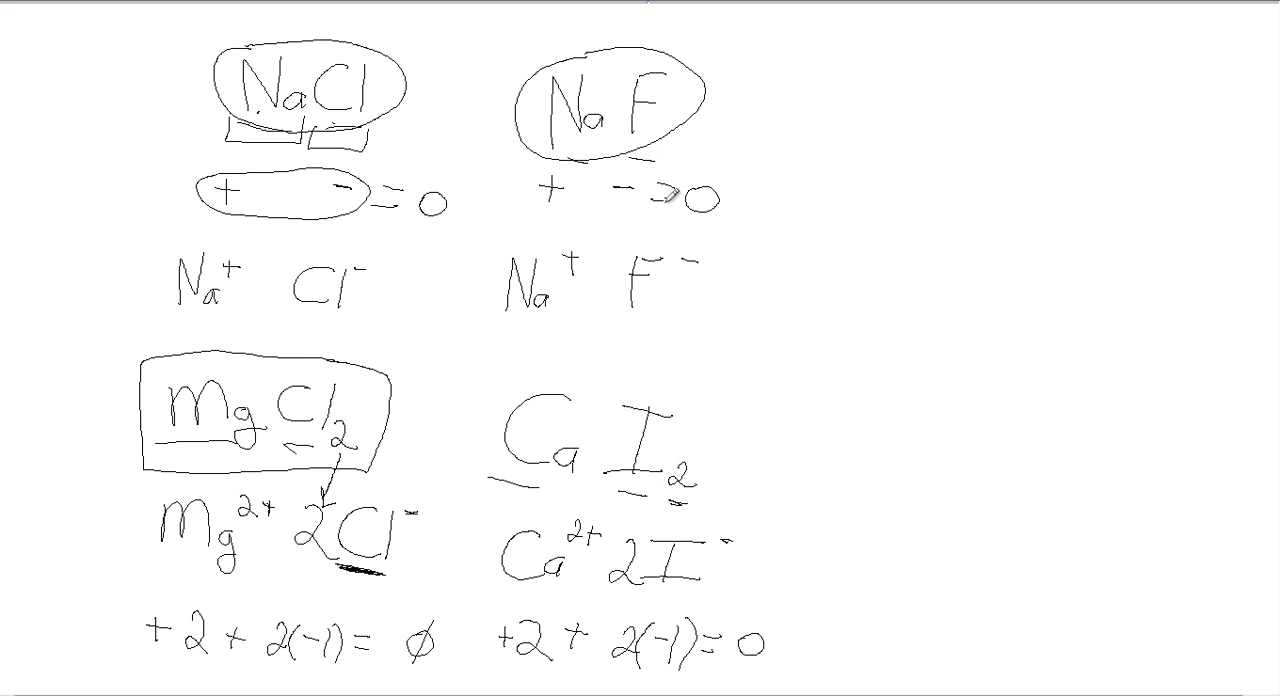 NaCl NaF
+ - = 0 + - = 0
Na⁺ Cl⁻ Na⁺ F⁻
MgCl₂ CaI₂
Mg²⁺ 2Cl⁻ Ca²⁺ 2I⁻
+2 + 2(-1) = ∅ +2 + 2(-1) = 0